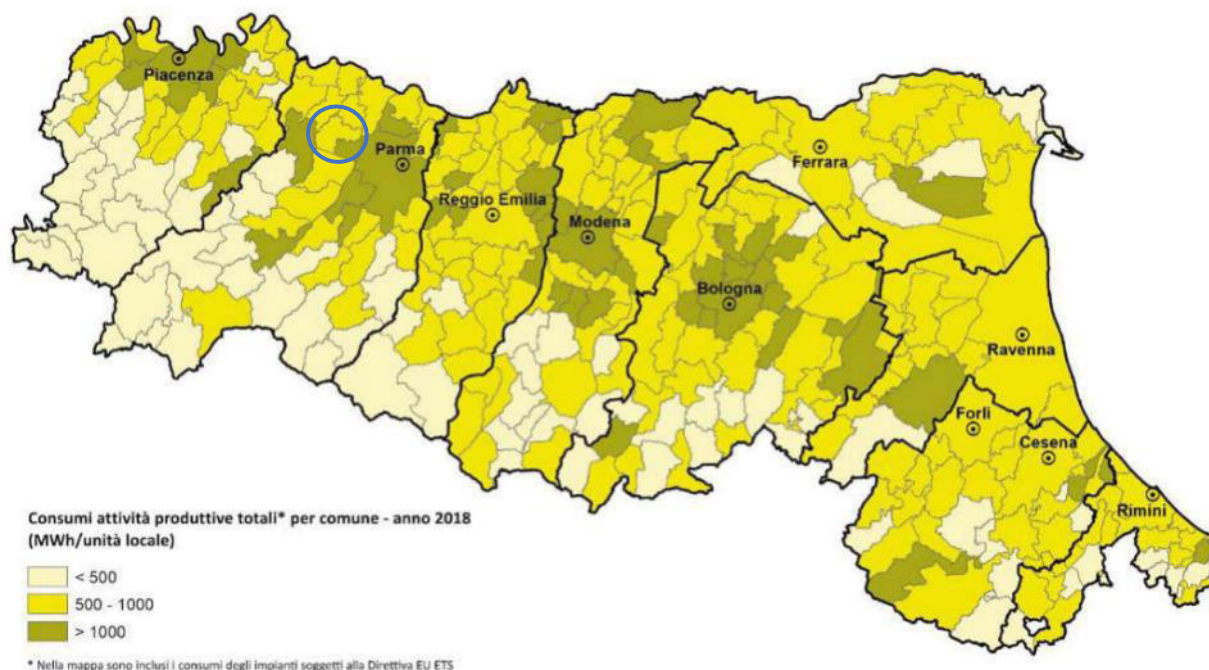 Piacenza
Parma
Ferrara
Reggio Emilia
Modena
Bologna
Ravenna
Forlì
Cesena
Rimini
Consumi attività produttive totali* per comune - anno 2018
(MWh/unità locale)
< 500
500 - 1000
> 1000
* Nella mappa sono inclusi i consumi degli impianti soggetti alla Direttiva EU ETS